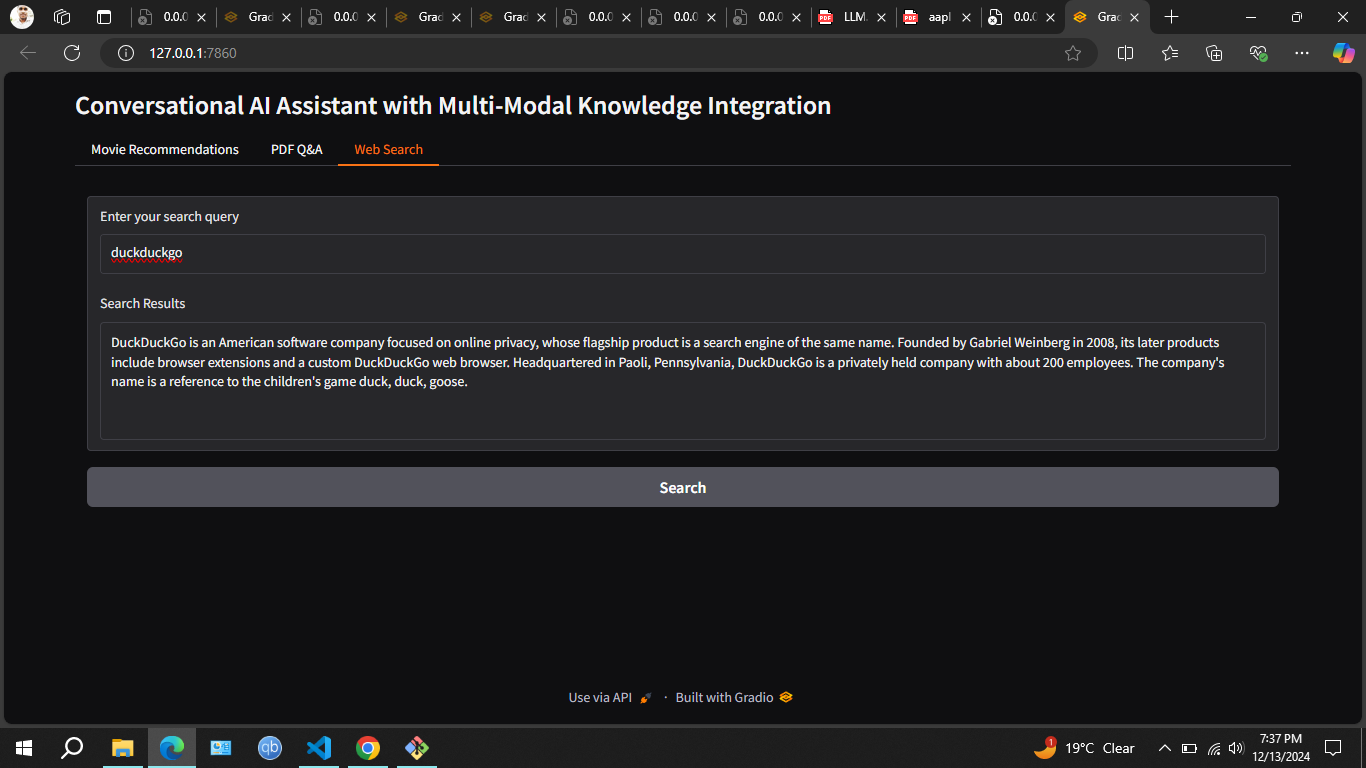 0.0.0
Grad
0.0.0
Grad
Grad
0.0.0
0.0.0
0.0.0
LLM.
aapl
0.0.0
Grad
127.0.0.1:7860
Conversational AI Assistant with Multi-Modal Knowledge Integration
Movie Recommendations PDF Q&A Web Search
Enter your search query
duckduckgo
Search Results
DuckDuckGo is an American software company focused on online privacy, whose flagship product is a search engine of the same name. Founded by Gabriel Weinberg in 2008, its later products
include browser extensions and a custom DuckDuckGo web browser. Headquartered in Paoli, Pennsylvania, DuckDuckGo is a privately held company with about 200 employees. The company's
name is a reference to the children's game duck, duck, goose.
Search
Use via API · Built with Gradio
qb
1
19°C Clear
7:37 PM
12/13/2024